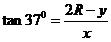 tan 37⁰ = (2R − y)/x